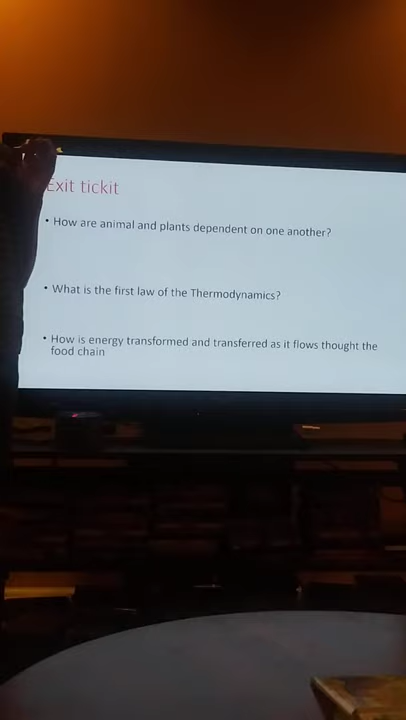 Exit tickit
• How are animal and plants dependent on one another?
• What is the first law of the Thermodynamics?
• How is energy transformed and transferred as it flows thought the
food chain